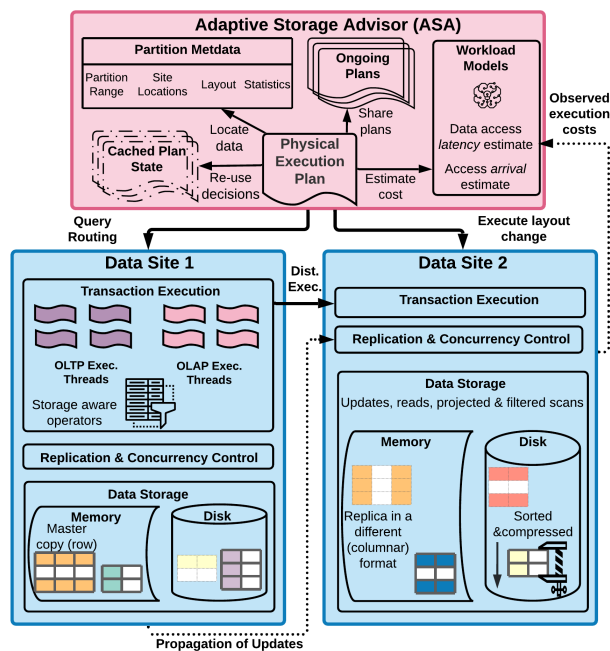 Adaptive Storage Advisor (ASA)
Partition Metdata
Partition
Range
Site
Locations
Layout
Statistics
Ongoing
Plans
Workload
Models
Data access
latency estimate
Access arrival
estimate
Observed
execution
costs
Locate
data
Share
plans
Cached Plan
State
Re-use
decisions
Physical
Execution
Plan
Estimate
cost
Query
Routing
Execute layout
change
Data Site 1
Transaction Execution
OLTP Exec.
Threads
OLAP Exec.
Threads
Storage aware
operators
Replication & Concurrency Control
Data Storage
Memory
Master
copy (row)
Disk
Dist.
Exec.
Data Site 2
Transaction Execution
Replication & Concurrency Control
Data Storage
Updates, reads, projected & filtered scans
Memory
Replica in a
different
(columnar)
format
Disk
Sorted
&compressed
Propagation of Updates